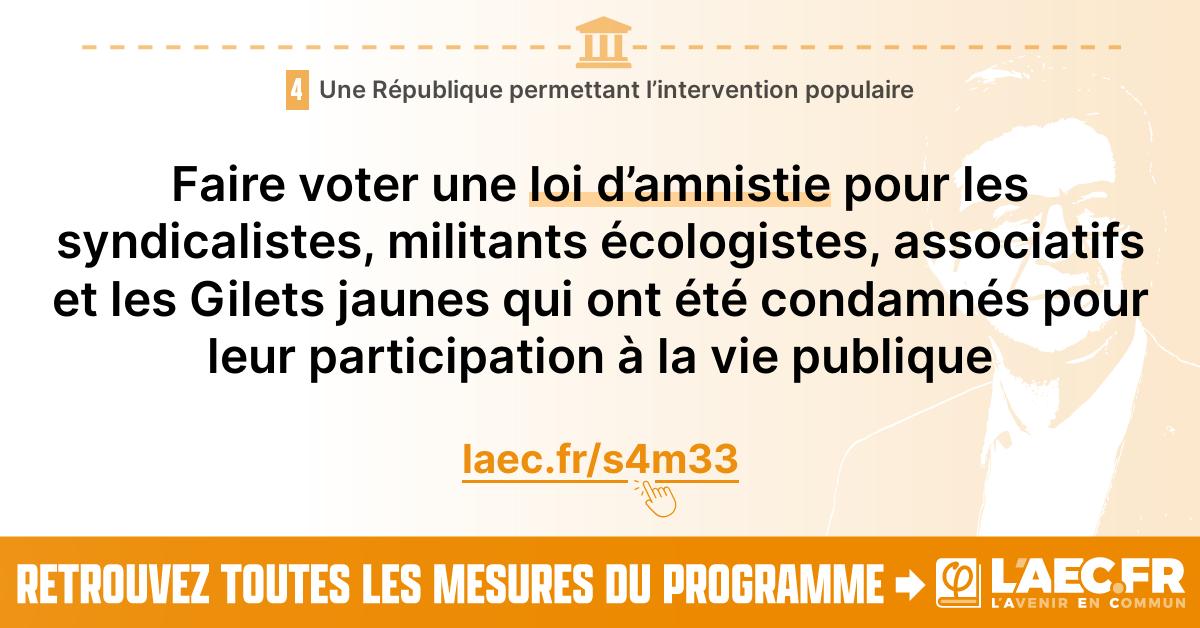 4 Une République permettant l’intervention populaire
Faire voter une loi d’amnistie pour les
syndicalistes, militants écologistes, associatifs
et les Gilets jaunes qui ont été condamnés pour
leur participation à la vie publique
laec.fr/s4m33
RETROUVEZ TOUTES LES MESURES DU PROGRAMME
L'AEC.FR
L'AVENIR EN COMMUN